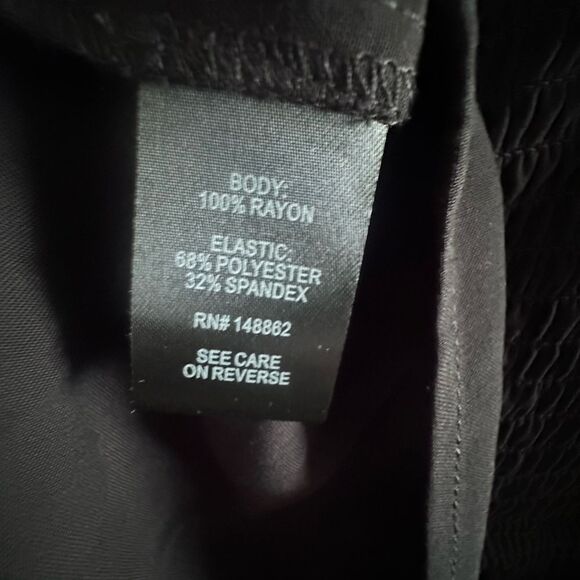 BODY:
100% RAYON
ELASTIC:
68% POLYESTER
32% SPANDEX
RN# 148862
SEE CARE
ON REVERSE